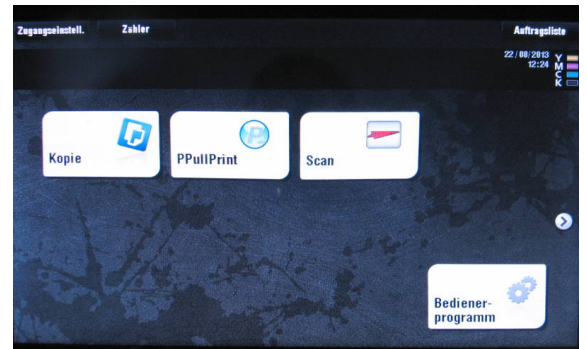 Zugangseinstell. Zähler Auftragsliste
22/08/2013 Y
12:24 M
C
K
Kopie
PPullPrint
Scan
Bediener-
programm